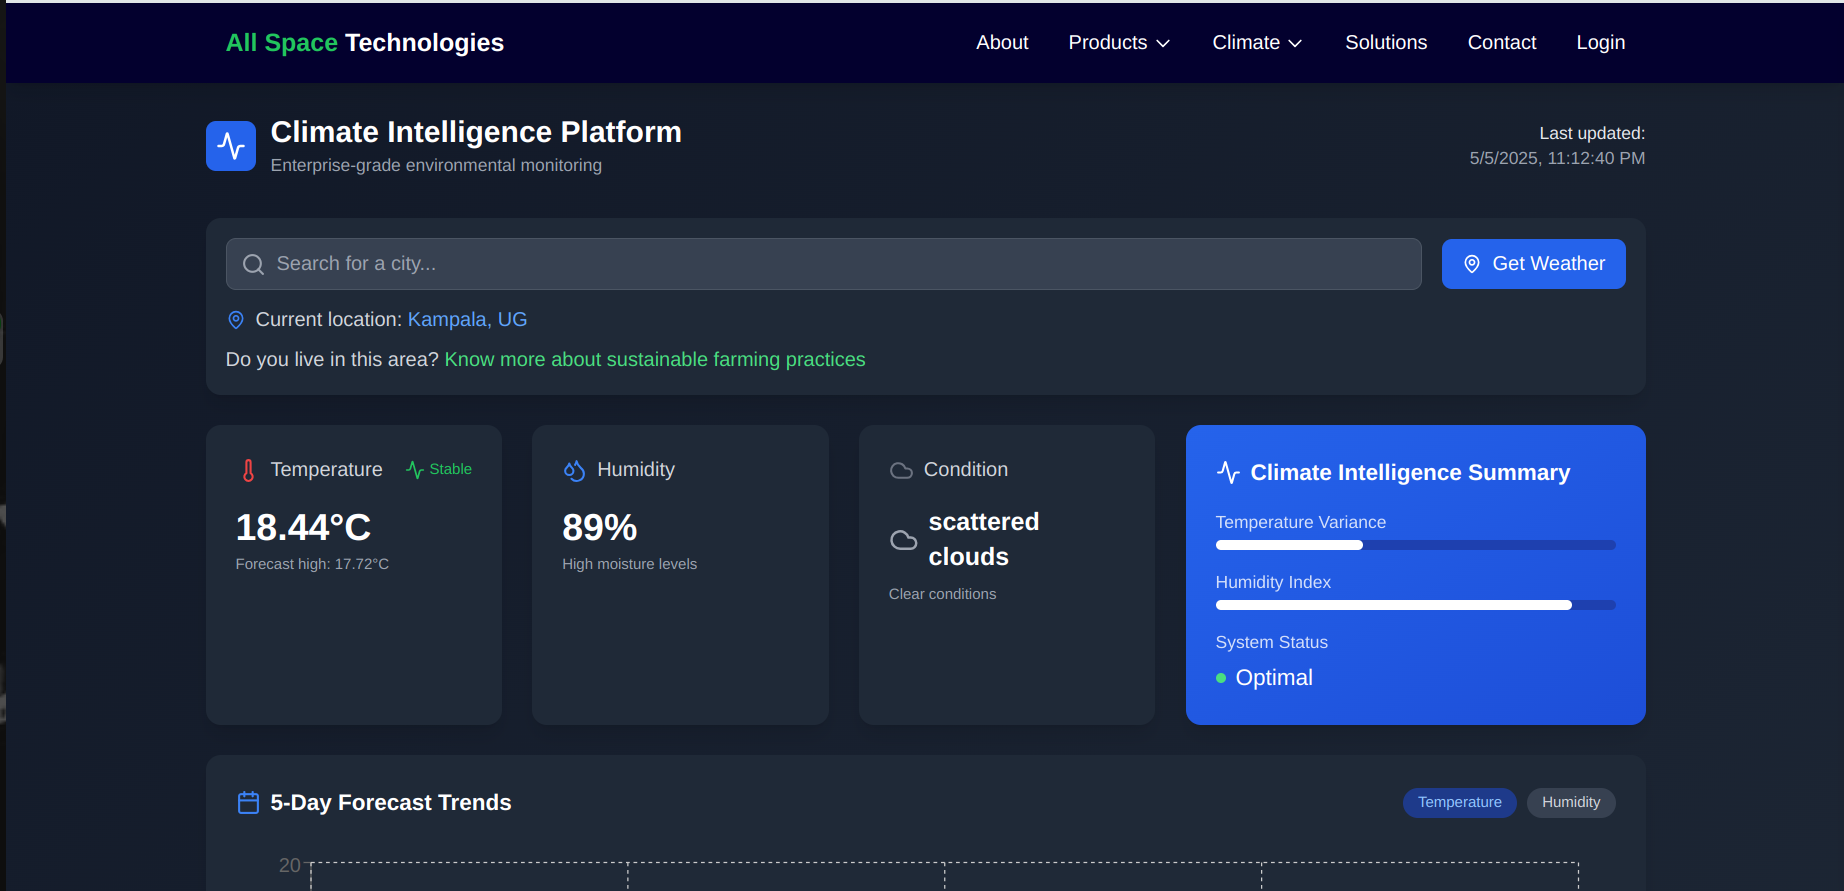 All Space Technologies
About
Products
Climate
Solutions
Contact
Login
Climate Intelligence Platform
Enterprise-grade environmental monitoring
Last updated:
5/5/2025, 11:12:40 PM
Search for a city...
Get Weather
Current location: Kampala, UG
Do you live in this area? Know more about sustainable farming practices
Temperature
Stable
18.44°C
Forecast high: 17.72°C
Humidity
89%
High moisture levels
Condition
scattered
clouds
Clear conditions
Climate Intelligence Summary
Temperature Variance
Humidity Index
System Status
Optimal
5-Day Forecast Trends
Temperature
Humidity
20